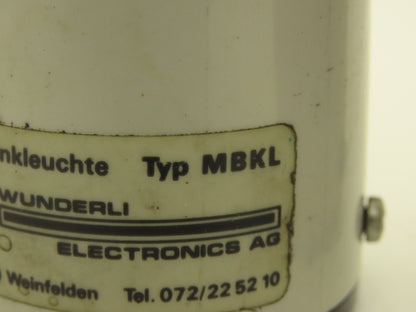 nkleuchte Typ MBKL
WUNDERLI
ELECTRONICS AG
) Weinfelden Tel. 072/22 52 10